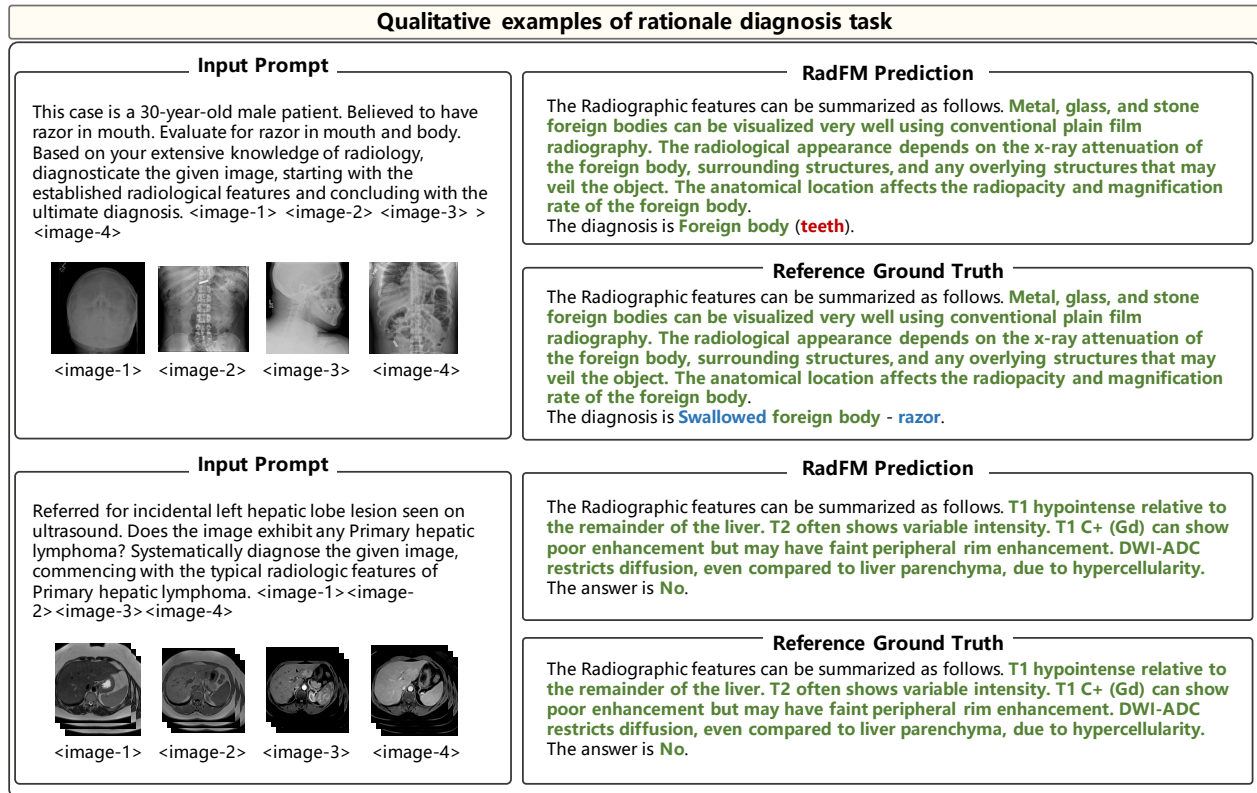 Qualitative examples of rationale diagnosis task
Input Prompt
This case is a 30-year-old male patient. Believed to have
razor in mouth. Evaluate for razor in mouth and body.
Based on your extensive knowledge of radiology,
diagnosticate the given image, starting with the
established radiological features and concluding with the
ultimate diagnosis. <image-1> <image-2> <image-3> >
<image-4>
<image-1> <image-2> <image-3> <image-4>
RadFM Prediction
The Radiographic features can be summarized as follows. Metal, glass, and stone
foreign bodies can be visualized very well using conventional plain film
radiography. The radiological appearance depends on the x-ray attenuation of
the foreign body, surrounding structures, and any overlying structures that may
veil the object. The anatomical location affects the radiopacity and magnification
rate of the foreign body.
The diagnosis is Foreign body (teeth).
Reference Ground Truth
The Radiographic features can be summarized as follows. Metal, glass, and stone
foreign bodies can be visualized very well using conventional plain film
radiography. The radiological appearance depends on the x-ray attenuation of
the foreign body, surrounding structures, and any overlying structures that may
veil the object. The anatomical location affects the radiopacity and magnification
rate of the foreign body.
The diagnosis is Swallowed foreign body - razor.
Input Prompt
Referred for incidental left hepatic lobe lesion seen on
ultrasound. Does the image exhibit any Primary hepatic
lymphoma? Systematically diagnose the given image,
commencing with the typical radiologic features of
Primary hepatic lymphoma. <image-1><image-
2><image-3><image-4>
<image-1> <image-2> <image-3> <image-4>
RadFM Prediction
The Radiographic features can be summarized as follows. T1 hypointense relative to
the remainder of the liver. T2 often shows variable intensity. T1 C+ (Gd) can show
poor enhancement but may have faint peripheral rim enhancement. DWI-ADC
restricts diffusion, even compared to liver parenchyma, due to hypercellularity.
The answer is No.
Reference Ground Truth
The Radiographic features can be summarized as follows. T1 hypointense relative to
the remainder of the liver. T2 often shows variable intensity. T1 C+ (Gd) can show
poor enhancement but may have faint peripheral rim enhancement. DWI-ADC
restricts diffusion, even compared to liver parenchyma, due to hypercellularity.
The answer is No.